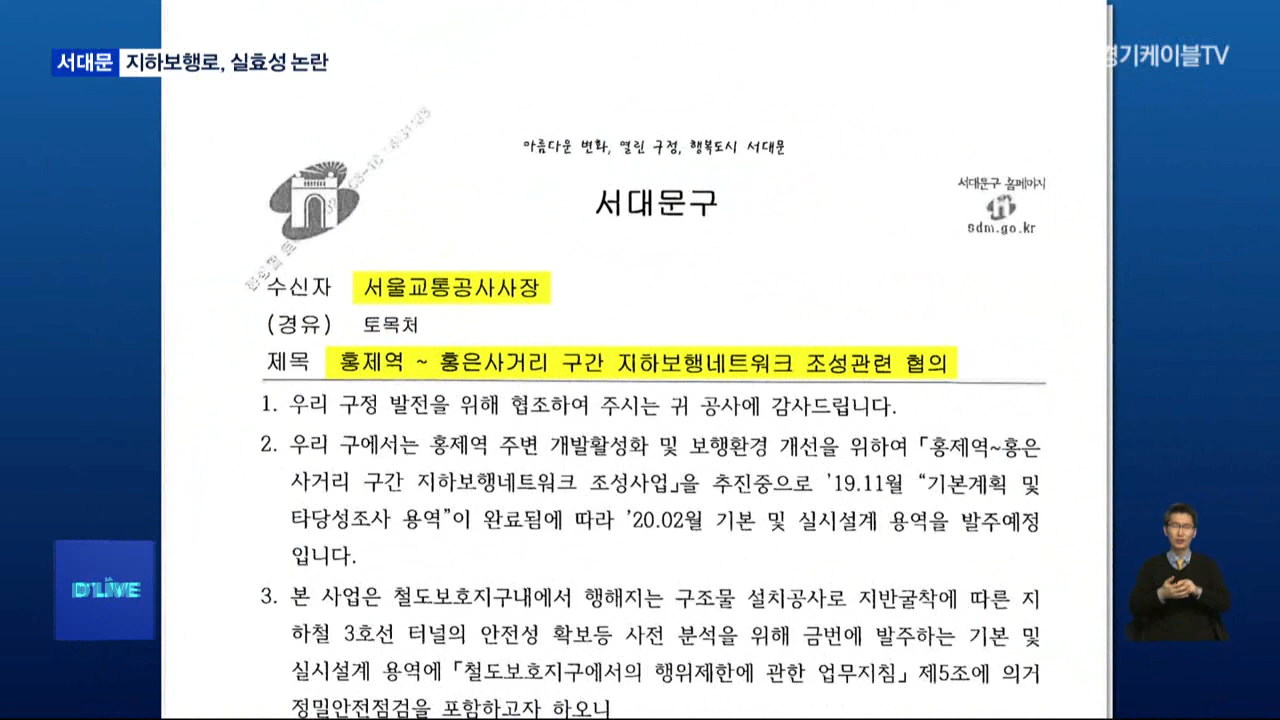 서대문 지하보행로, 실효성 논란
경기케이블TV
아름다운 변화, 열린 구정, 행복도시 서대문
서대문구
서대문구 홈페이지
sdm.go.kr
수신자 서울교통공사사장
(경유) 토목처
제목 홍제역 ~ 홍은사거리 구간 지하보행네트워크 조성관련 협의
1. 우리 구정 발전을 위해 협조하여 주시는 귀 공사에 감사드립니다.
2. 우리 구에서는 홍제역 주변 개발활성화 및 보행환경 개선을 위하여 「홍제역~홍은
사거리 구간 지하보행네트워크 조성사업」을 추진중으로 '19.11월 “기본계획 및
타당성조사 용역”이 완료됨에 따라 '20.02월 기본 및 실시설계 용역을 발주예정
입니다.
3. 본 사업은 철도보호지구내에서 행해지는 구조물 설치공사로 지반굴착에 따른 지
하철 3호선 터널의 안전성 확보등 사전 분석을 위해 금번에 발주하는 기본 및
실시설계 용역에 「철도보호지구에서의 행위제한에 관한 업무지침」 제5조에 의거
정밀안전점검을 포함하고자 하오니
D'LIVE